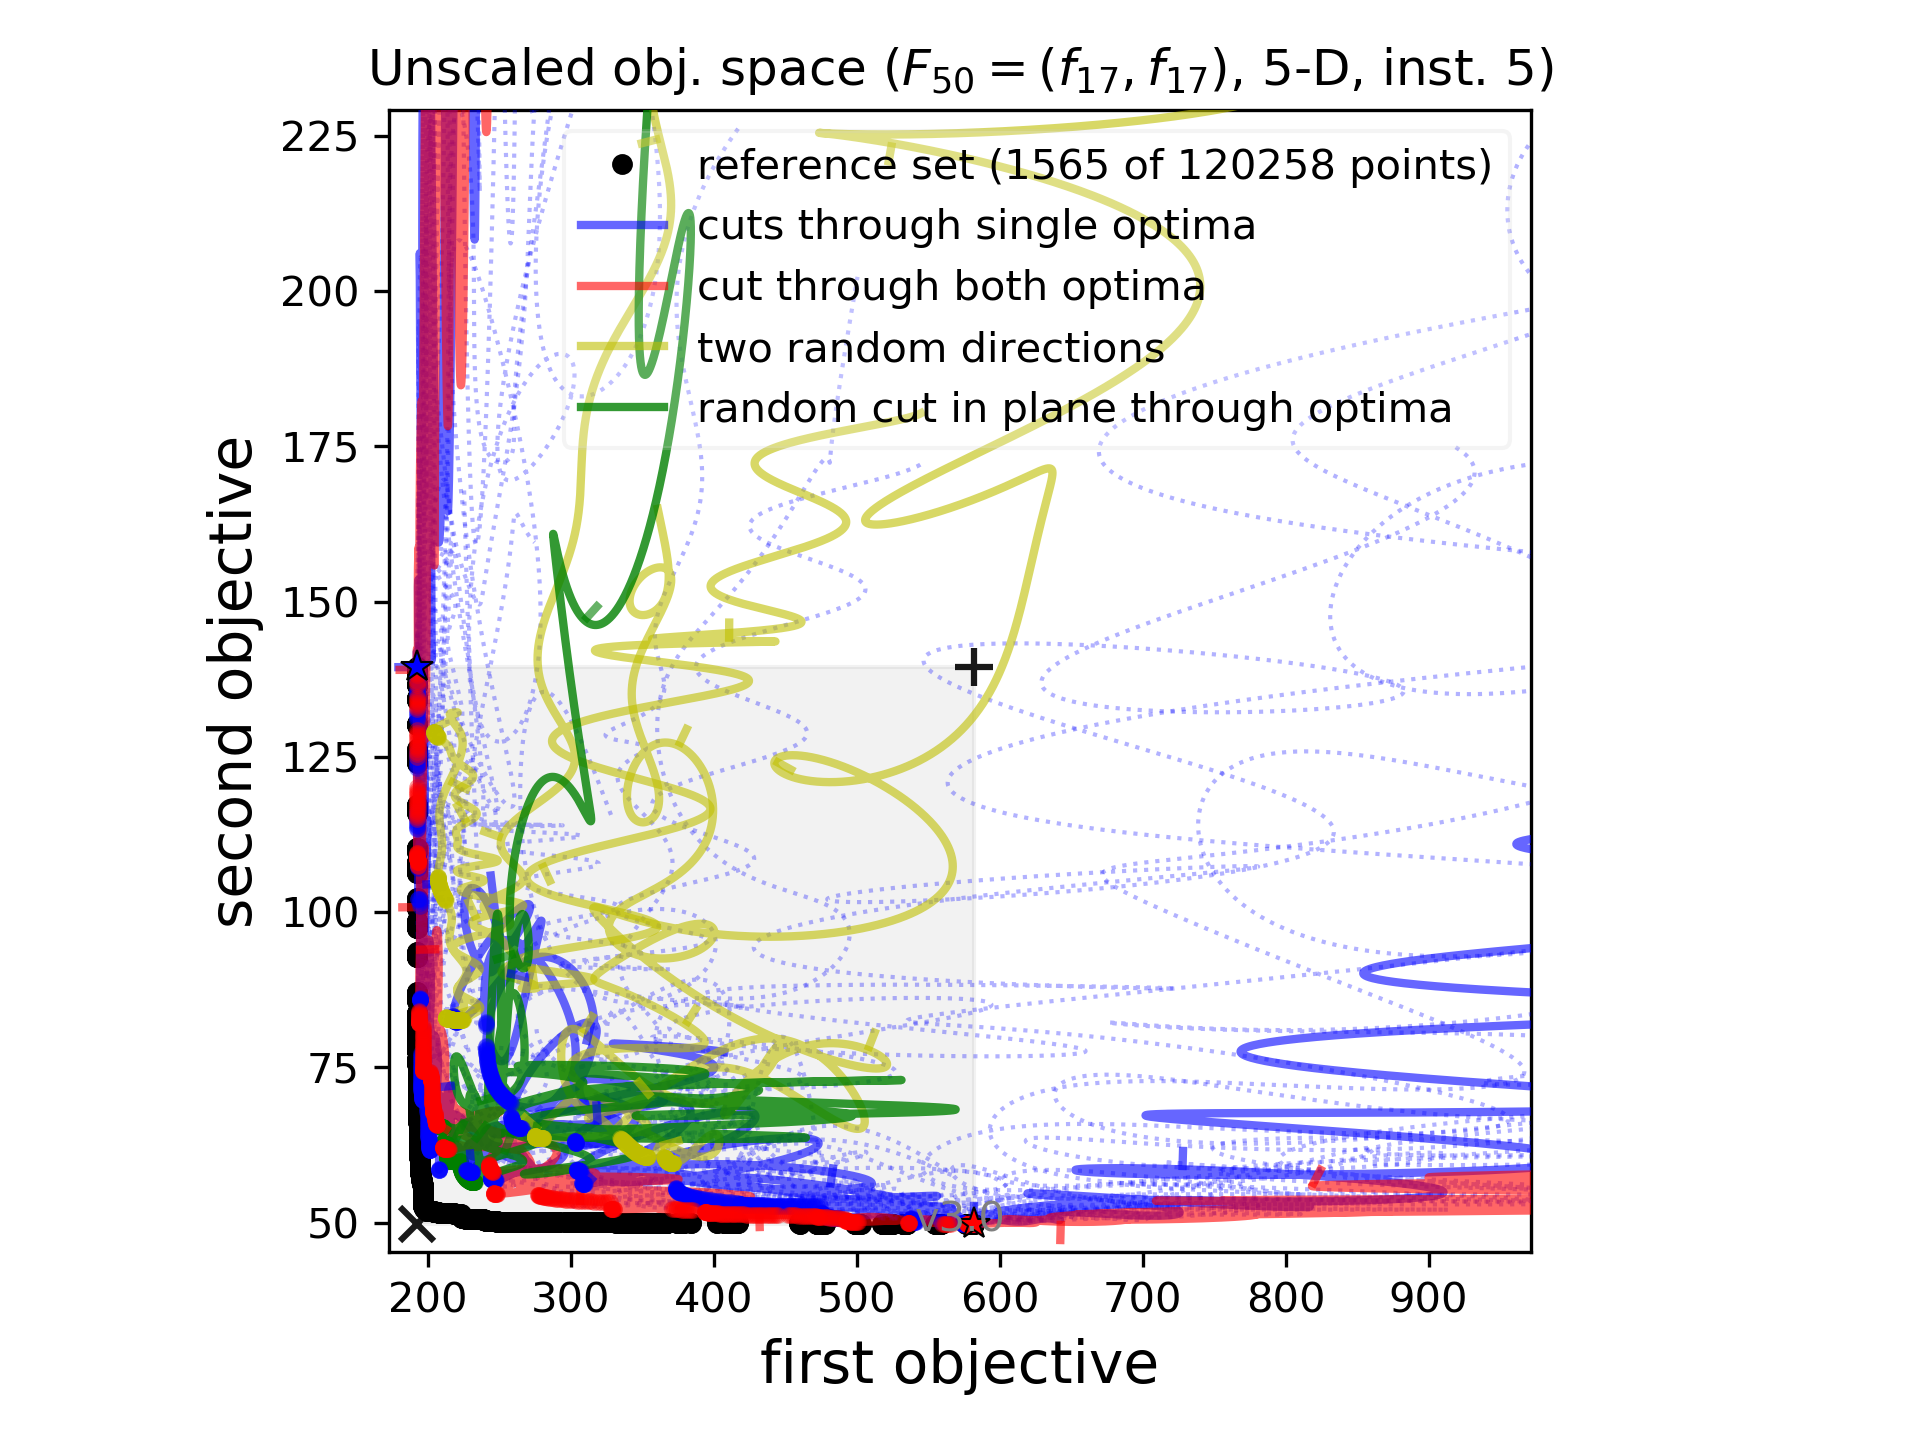 Unscaled obj. space (F50 = (f17, f17), 5-D, inst. 5)
225
200
175
150
125
100
75
50
second objective
reference set (1565 of 120258 points)
cuts through single optima
cut through both optima
two random directions
random cut in plane through optima
v3.0
200 300 400 500 600 700 800 900
first objective